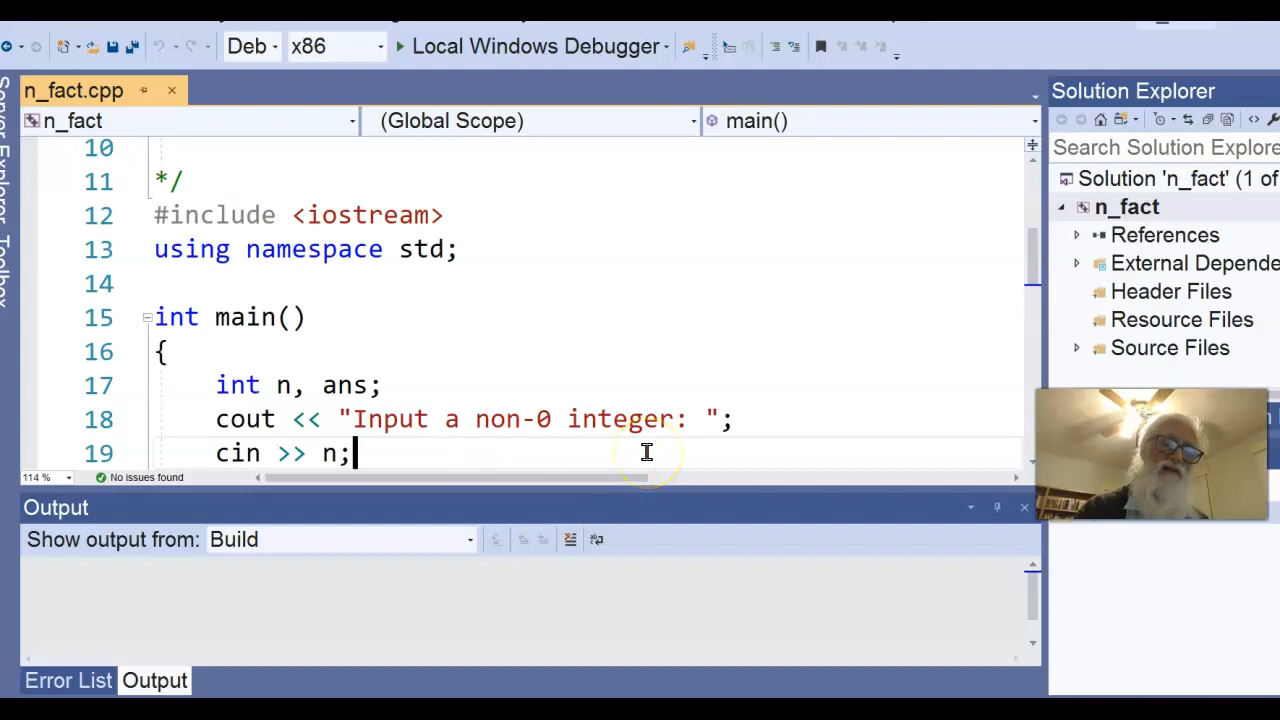 Deb
x86
Local Windows Debugger
n_fact.cpp
n_fact
(Global Scope)
main()
Server Explorer
Toolbox
10
11 */
12 #include <iostream>
13 using namespace std;
14
15 int main()
16 {
17 int n, ans;
18 cout << "Input a non-0 integer: ";
19 cin >> n;
114 %
No issues found
Output
Show output from: Build
Error List
Output
Solution Explorer
Search Solution Explore
Solution 'n_fact' (1 of
n_fact
References
External Depende
Header Files
Resource Files
Source Files